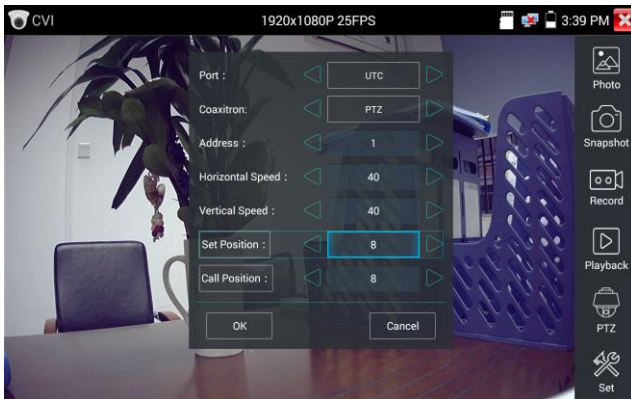 CVI 1920x1080P 25FPS 3:39 PM
Port : UTC
Coaxitron: PTZ
Address : 1
Horizontal Speed : 40
Vertical Speed : 40
Set Position : 8
Call Position : 8
OK Cancel
Photo
Snapshot
Record
Playback
PTZ
Set